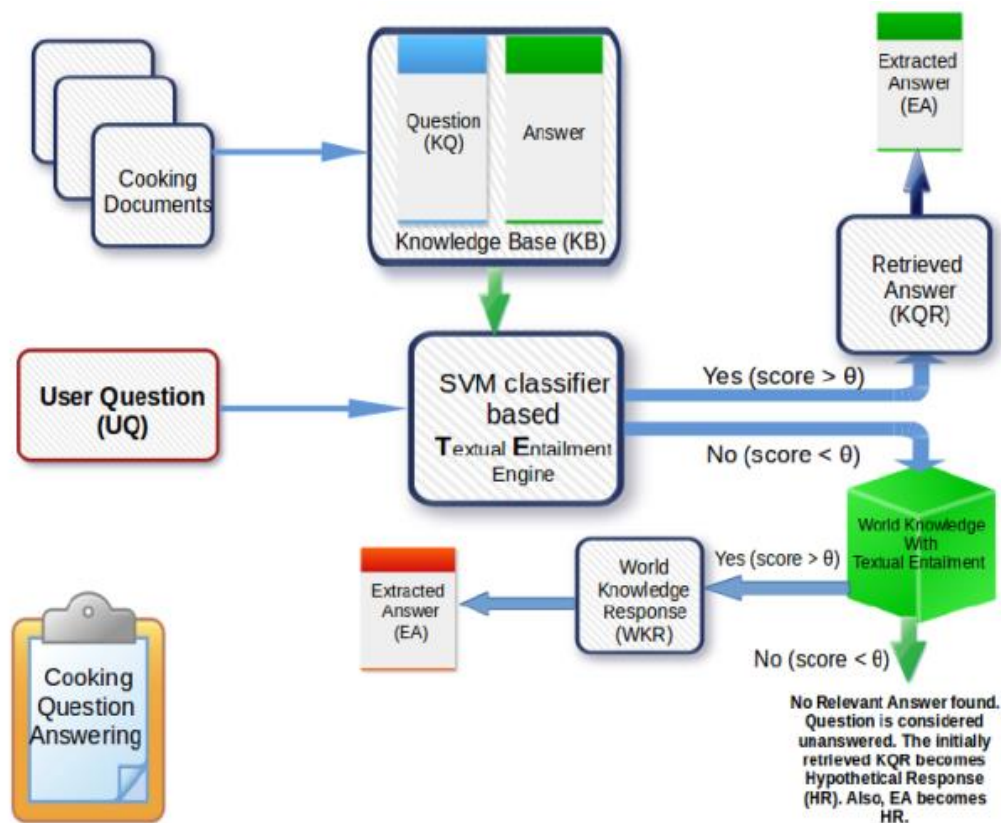 Cooking
Documents
Question
(KQ)
Answer
Knowledge Base (KB)
Extracted
Answer
(EA)
Retrieved
Answer
(KQR)
User Question
(UQ)
SVM classifier
based
Textual Entailment
Engine
Yes (score > θ)
No (score < θ)
World Knowledge
With
Textual Entailment
Yes (score > θ)
World
Knowledge
Response
(WKR)
Extracted
Answer
(EA)
No (score < θ)
No Relevant Answer found.
Question is considered
unanswered. The initially
retrieved KQR becomes
Hypothetical Response
(HR). Also, EA becomes
HR.
Cooking
Question
Answering